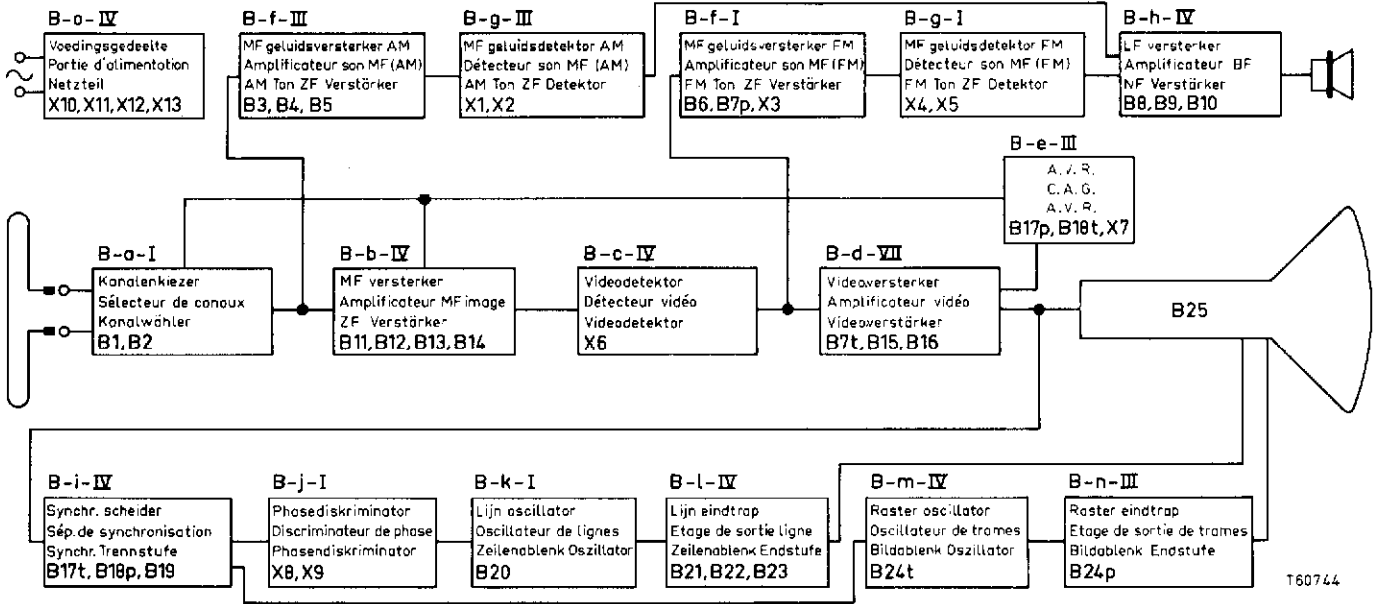 B-o-IV
Voedingsgedeelte
Partie d'alimentation
Netzteil
X10, X11, X12, X13
B-f-III
MF geluidsversterker AM
Amplificateur son MF (AM)
AM Ton ZF Verstärker
B3, B4, B5
B-g-III
MF geluidsdetektor AM
Détecteur son MF (AM)
AM Ton ZF Detektor
X1, X2
B-f-I
MF geluidsversterker FM
Amplificateur son MF (FM)
FM Ton ZF Verstärker
B6, B7p, X3
B-g-I
MF geluidsdetektor FM
Détecteur son MF (FM)
FM Ton ZF Detektor
X4, X5
B-h-IV
LF versterker
Amplificateur BF
NF Verstärker
B8, B9, B10
B-e-III
A.V.R.
C.A.G.
A.V.R.
B17p, B18t, X7
B-a-I
Kanalenkiezer
Sélecteur de canaux
Kanalwähler
B1, B2
B-b-IV
MF versterker
Amplificateur MF image
ZF Verstärker
B11, B12, B13, B14
B-c-IV
Videodetektor
Détecteur vidéo
Videodetektor
X6
B-d-VII
Videoversterker
Amplificateur vidéo
Videoverstärker
B7t, B15, B16
B25
B-i-IV
Synchr. scheider
Sép. de synchronisation
Synchr. Trennstufe
B17t, B18p, B19
B-j-I
Phasediskriminator
Discriminateur de phase
Phasendiskriminator
X8, X9
B-k-I
Lijn oscillator
Oscillateur de lignes
Zeilenablenk Oszillator
B20
B-l-IV
Lijn eindtrap
Etage de sortie ligne
Zeilenablenk Endstufe
B21, B22, B23
B-m-IV
Raster oscillator
Oscillateur de trames
Bildablenk Oszillator
B24t
B-n-III
Raster eindtrap
Etage de sortie de trames
Bildablenk Endstufe
B24p
T60744